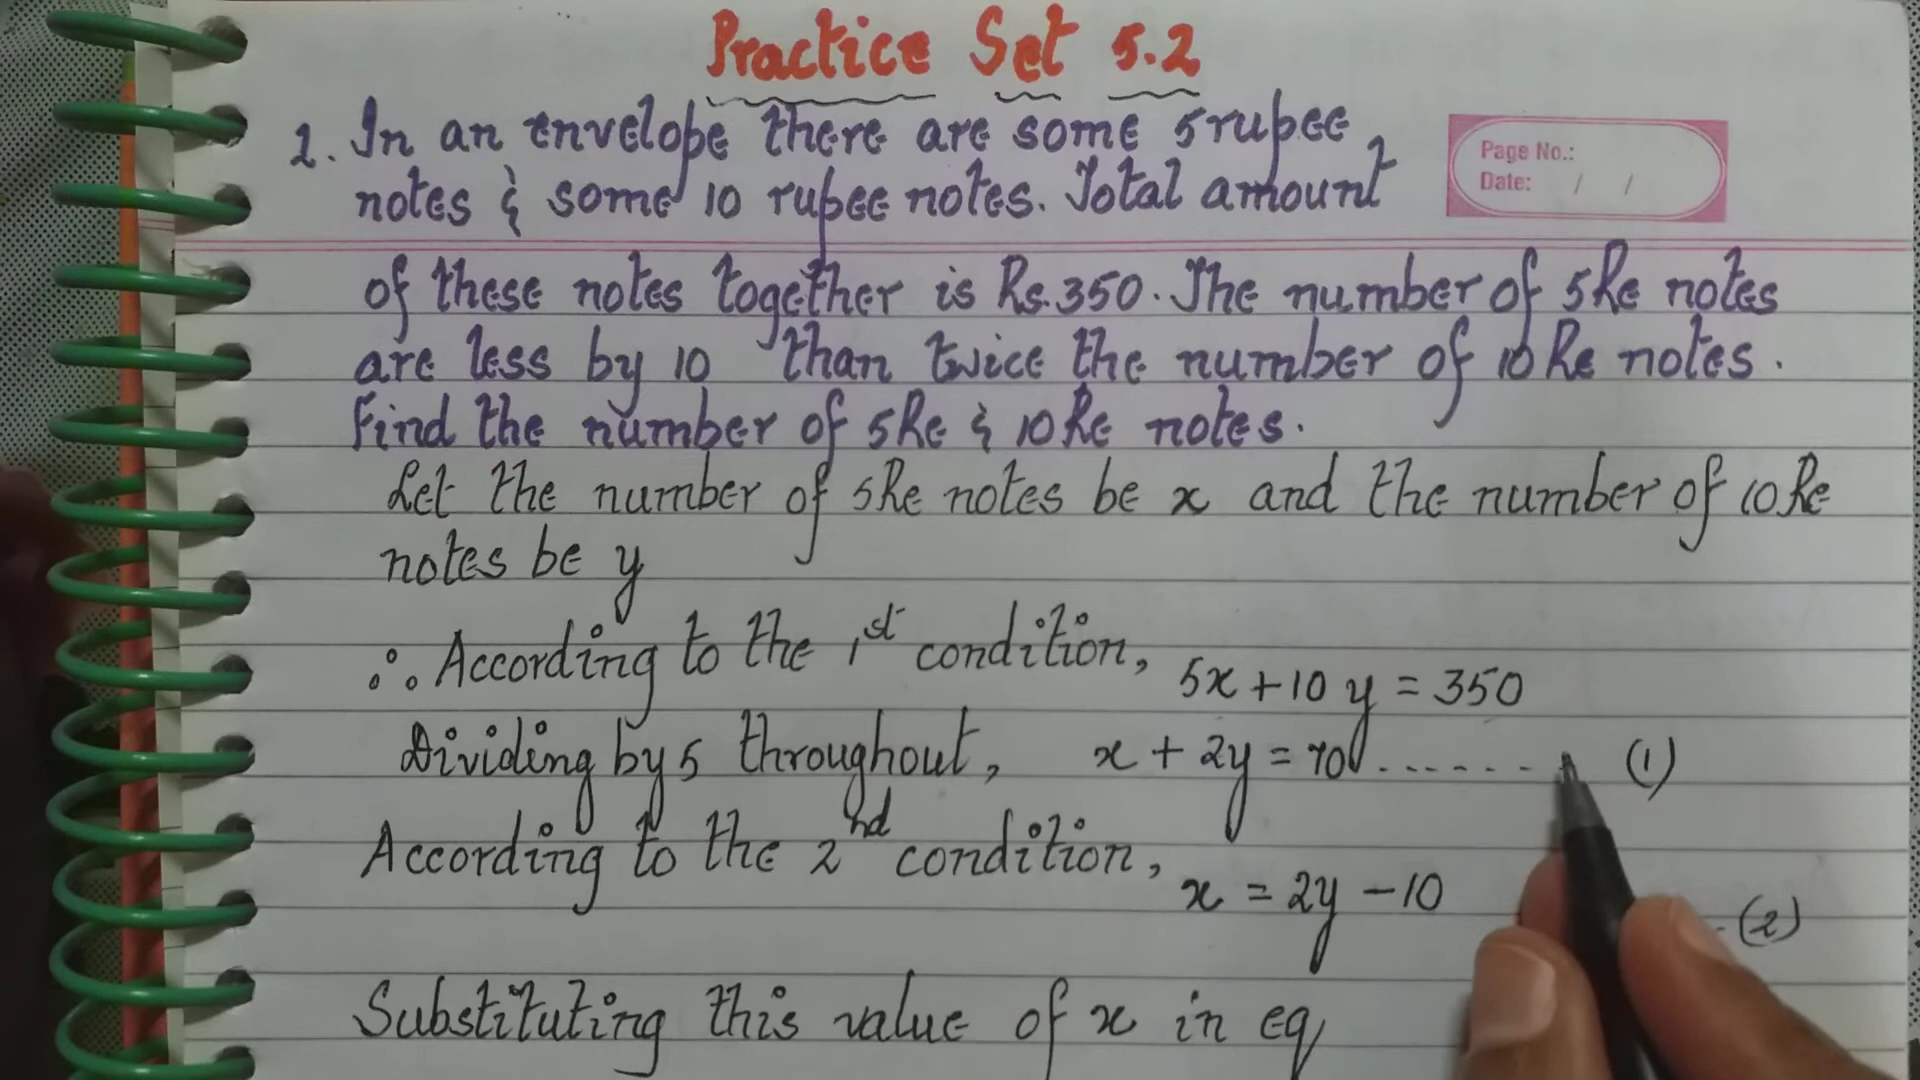 Practice Set 5.2
1. In an envelope there are some 5rupee
notes & some 10 rupee notes. Total amount
Page No.:
Date: / /
of these notes together is Rs.350. The number of 5Re notes
are less by 10 than twice the number of 10Re notes.
Find the number of 5Re & 10Re notes.
Let the number of 5Re notes be x and the number of 10Re
notes be y
∴ According to the 1st condition, 5x + 10y = 350
Dividing by 5 throughout, x + 2y = 70 ....... (1)
According to the 2nd condition, x = 2y - 10
(2)
Substituting this value of x in eq